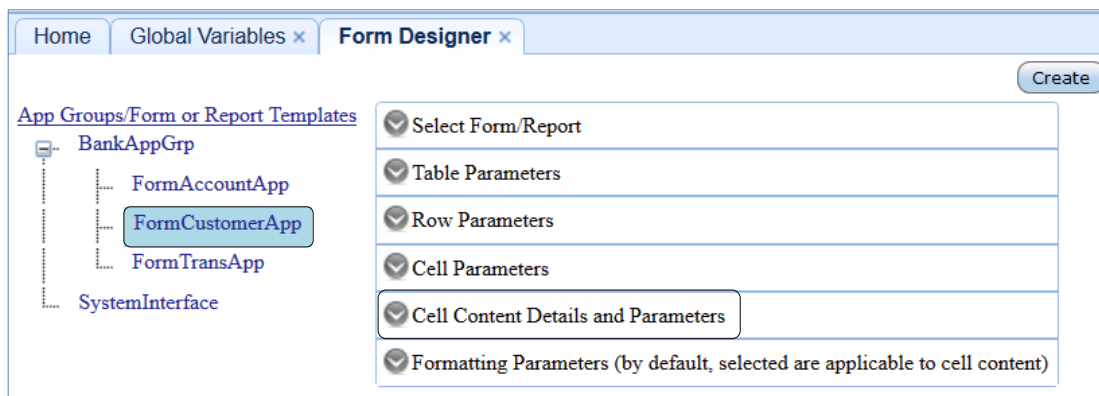 Home Global Variables × Form Designer ×
Create
App Groups/Form or Report Templates
BankAppGrp
FormAccountApp
FormCustomerApp
FormTransApp
SystemInterface
Select Form/Report
Table Parameters
Row Parameters
Cell Parameters
Cell Content Details and Parameters
Formatting Parameters (by default, selected are applicable to cell content)